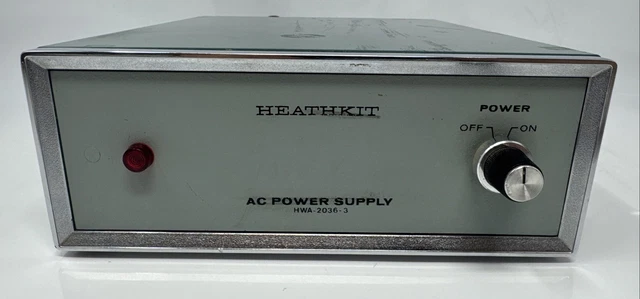 HEATHKIT
POWER
OFF ON
AC POWER SUPPLY
HWA-2036-3